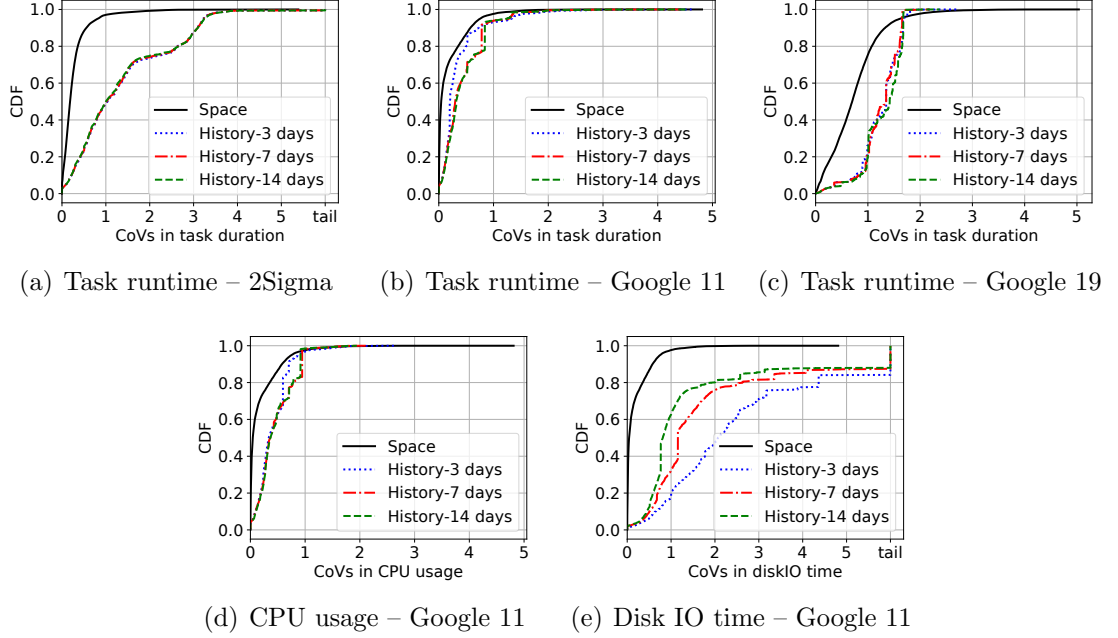 1.0
0.8
0.6
0.4
0.2
0.0
CDF
Space
History-3 days
History-7 days
History-14 days
0 1 2 3 4 5 tail
CoVs in task duration
(a) Task runtime – 2Sigma
1.0
0.8
0.6
0.4
0.2
0.0
CDF
Space
History-3 days
History-7 days
History-14 days
0 1 2 3 4 5
CoVs in task duration
(b) Task runtime – Google 11
1.0
0.8
0.6
0.4
0.2
0.0
CDF
Space
History-3 days
History-7 days
History-14 days
0 1 2 3 4 5
CoVs in task duration
(c) Task runtime – Google 19
1.0
0.8
0.6
0.4
0.2
0.0
CDF
Space
History-3 days
History-7 days
History-14 days
0 1 2 3 4 5
CoVs in CPU usage
(d) CPU usage – Google 11
1.0
0.8
0.6
0.4
0.2
0.0
CDF
Space
History-3 days
History-7 days
History-14 days
0 1 2 3 4 5 tail
CoVs in diskIO time
(e) Disk IO time – Google 11